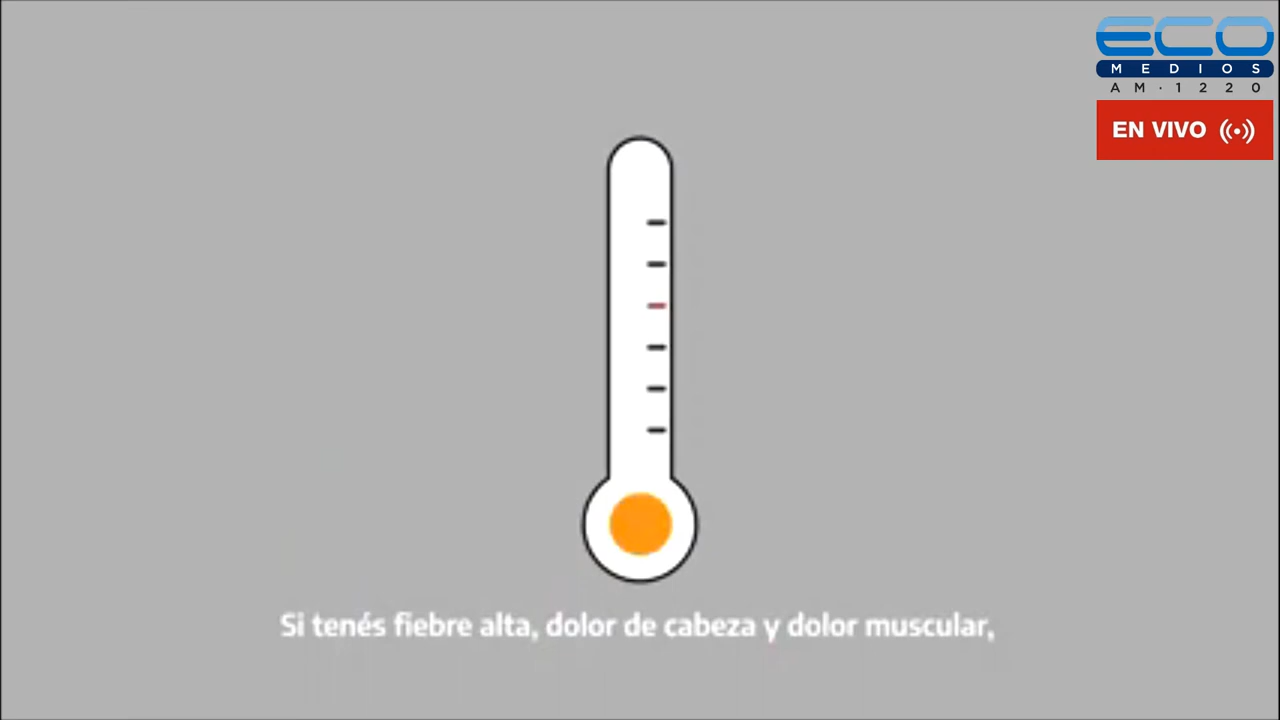 ECO
MEDIOS
AM·1220
EN VIVO
Si tenés fiebre alta, dolor de cabeza y dolor muscular,